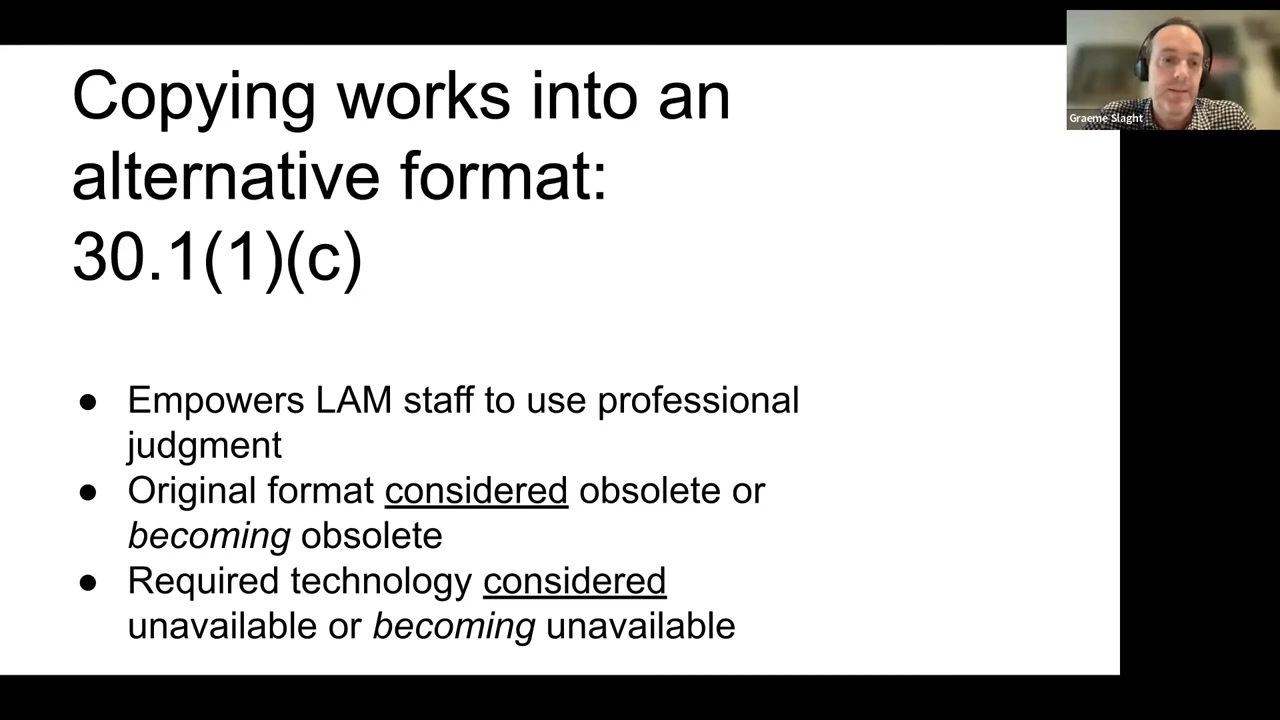 Copying works into an
alternative format:
30.1(1)(c)
Graeme Slaght
● Empowers LAM staff to use professional
judgment
● Original format considered obsolete or
becoming obsolete
● Required technology considered
unavailable or becoming unavailable